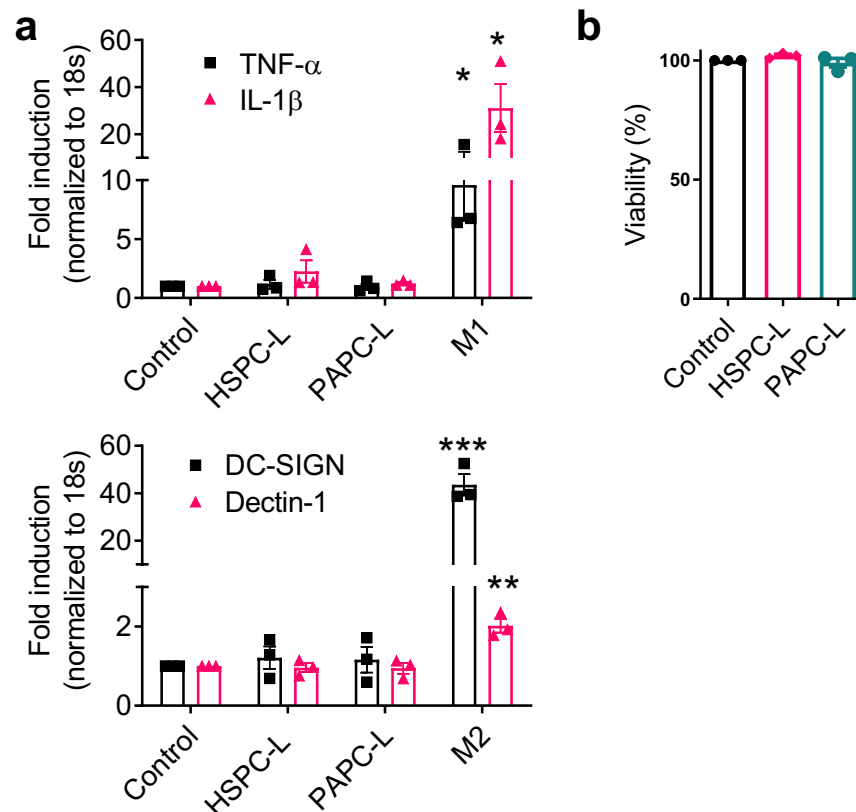 a
Fold induction
(normalized to 18s)
60
40
20
10
5
0
TNF-α
IL-1β
*
*
Control
HSPC-L
PAPC-L
M1
b
Viability (%)
100
50
0
Control
HSPC-L
PAPC-L
Fold induction
(normalized to 18s)
60
40
20
2
0
DC-SIGN
Dectin-1
***
**
Control
HSPC-L
PAPC-L
M2